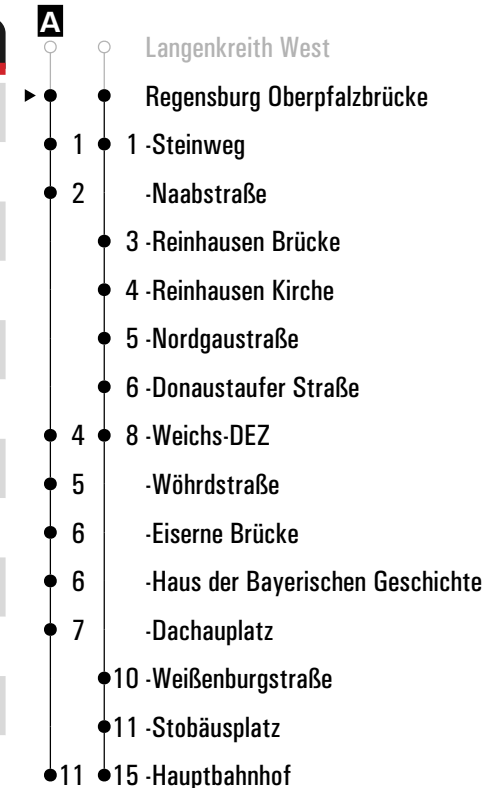 A
Langenkreith West
Regensburg Oberpfalzbrücke
1 1 -Steinweg
2 -Naabstraße
3 -Reinhausen Brücke
4 -Reinhausen Kirche
5 -Nordgaustraße
6 -Donaustaufer Straße
4 8 -Weichs-DEZ
5 -Wöhrdstraße
6 -Eiserne Brücke
6 -Haus der Bayerischen Geschichte
7 -Dachauplatz
10 -Weißenburgstraße
11 -Stobäusplatz
11 15 -Hauptbahnhof